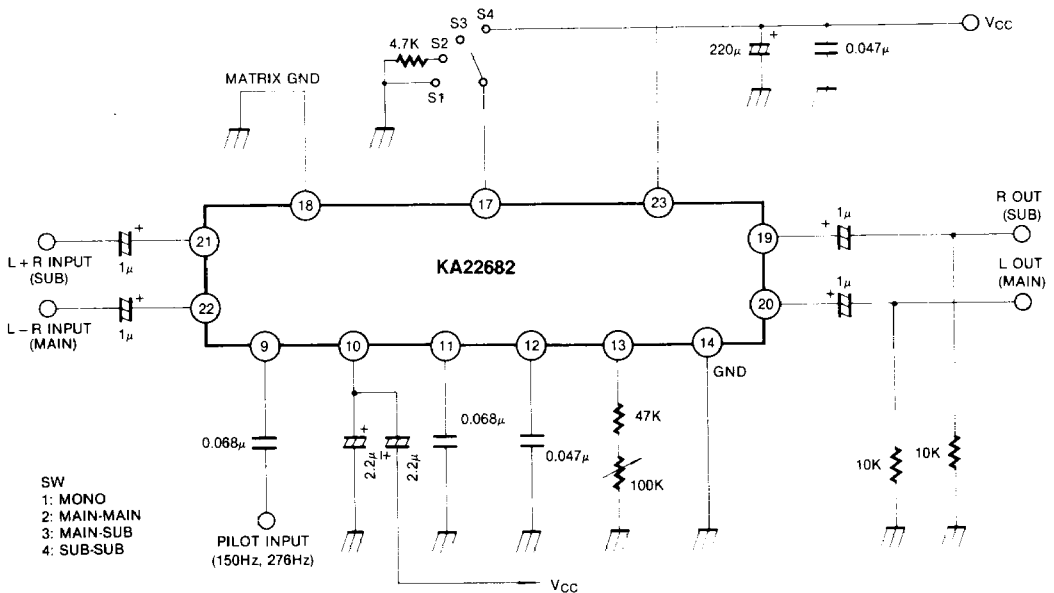 S4
S3
VCC
4.7K
S2
220μ
+
0.047μ
S1
MATRIX GND
18
17
23
R OUT
(SUB)
+
1μ
21
19
L + R INPUT
(SUB)
1μ
KA22682
L OUT
(MAIN)
+
1μ
22
20
+
L − R INPUT
(MAIN)
1μ
9
10
11
12
13
14
GND
0.068μ
+
2.2μ
+
2.2μ
0.068μ
0.047μ
47K
100K
10K
10K
SW
1: MONO
2: MAIN-MAIN
3: MAIN-SUB
4: SUB-SUB
PILOT INPUT
(150Hz, 276Hz)
VCC